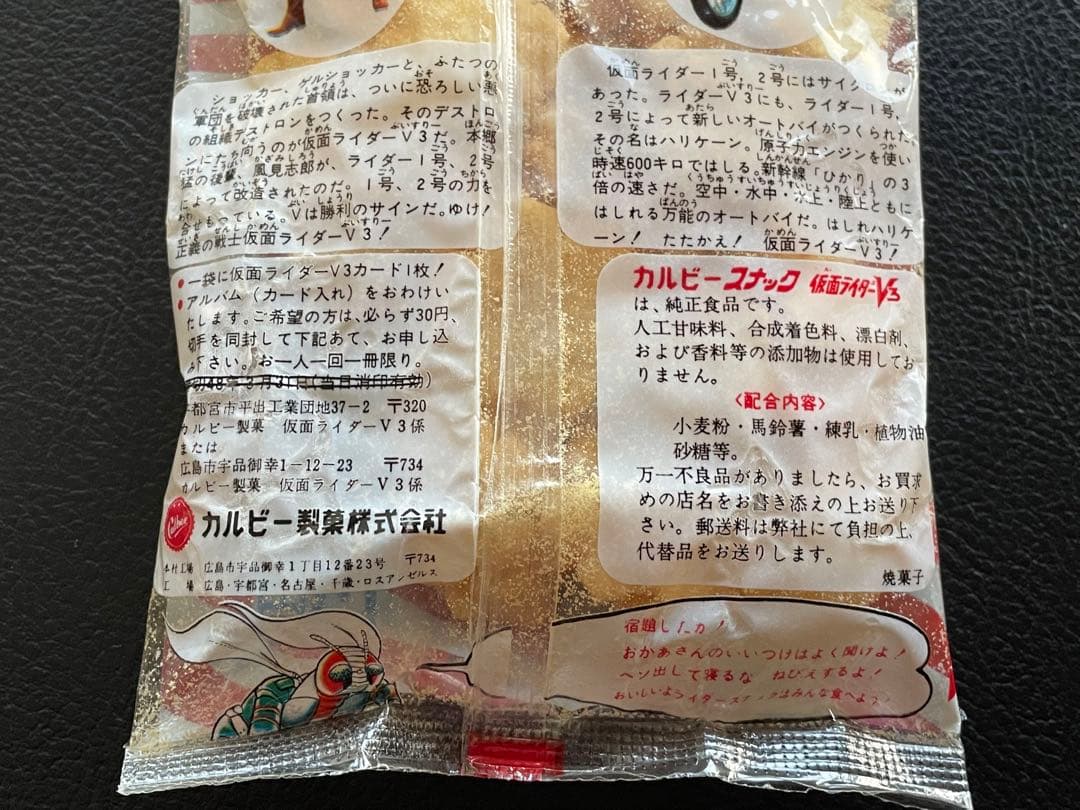 ショッカー、ゲルショッカーと、ふたつの
軍団を破壊された首領は、ついに恐ろしい悪
の組織デストロンをつくった。そのデストロ
ンにたち向うのが仮面ライダーV3だ。本郷
猛の後輩、風見志郎が、ライダー1号、2号
によって改造されたのだ。1号、2号の力を
合せもっている。Vは勝利のサインだ。ゆけ!
正義の戦士仮面ライダーV3!
●一袋に仮面ライダーV3カード1枚!
●アルバム(カード入れ)をおわけい
たします。ご希望の方は、必らず30円、
切手を同封して下記あて、お申し込
み下さい。お一人一回一冊限り。
切48年3月31日(当日消印有効)
宇都宮市平出工業団地37-2 〒320
カルビー製菓 仮面ライダーV3係
または
広島市宇品御幸1-12-23 〒734
カルビー製菓 仮面ライダーV3係
Calbee カルビー製菓株式会社
本社工場 広島市宇品御幸1丁目12番23号 〒734
工場 広島・宇都宮・名古屋・千歳・ロスアンゼルス
仮面ライダー1号、2号にはサイクロンが
あった。ライダーV3にも、ライダー1号、
2号によって新しいオートバイがつくられた。
その名はハリケーン。原子力エンジンを使い
時速600キロではしる。新幹線「ひかり」の3
倍の速さだ。空中・水中・氷上・陸上ともに
はしれる万能のオートバイだ。はしれハリケ
ーン! たたかえ! 仮面ライダーV3!
カルビースナック 仮面ライダーV3
は、純正食品です。
人工甘味料、合成着色料、漂白剤、
および香料等の添加物は使用してお
りません。
〈配合内容〉
小麦粉・馬鈴薯・練乳・植物油
砂糖等。
万一不良品がありましたら、お買求
めの店名をお書き添えの上お送り下
さい。郵送料は弊社にて負担の上、
代替品をお送りします。
焼菓子
宿題したか!
おかあさんのいいつけはよく聞けよ!
ヘソ出して寝るな ねびえするよ!
おいしいようライダースナックはみんな食べよう